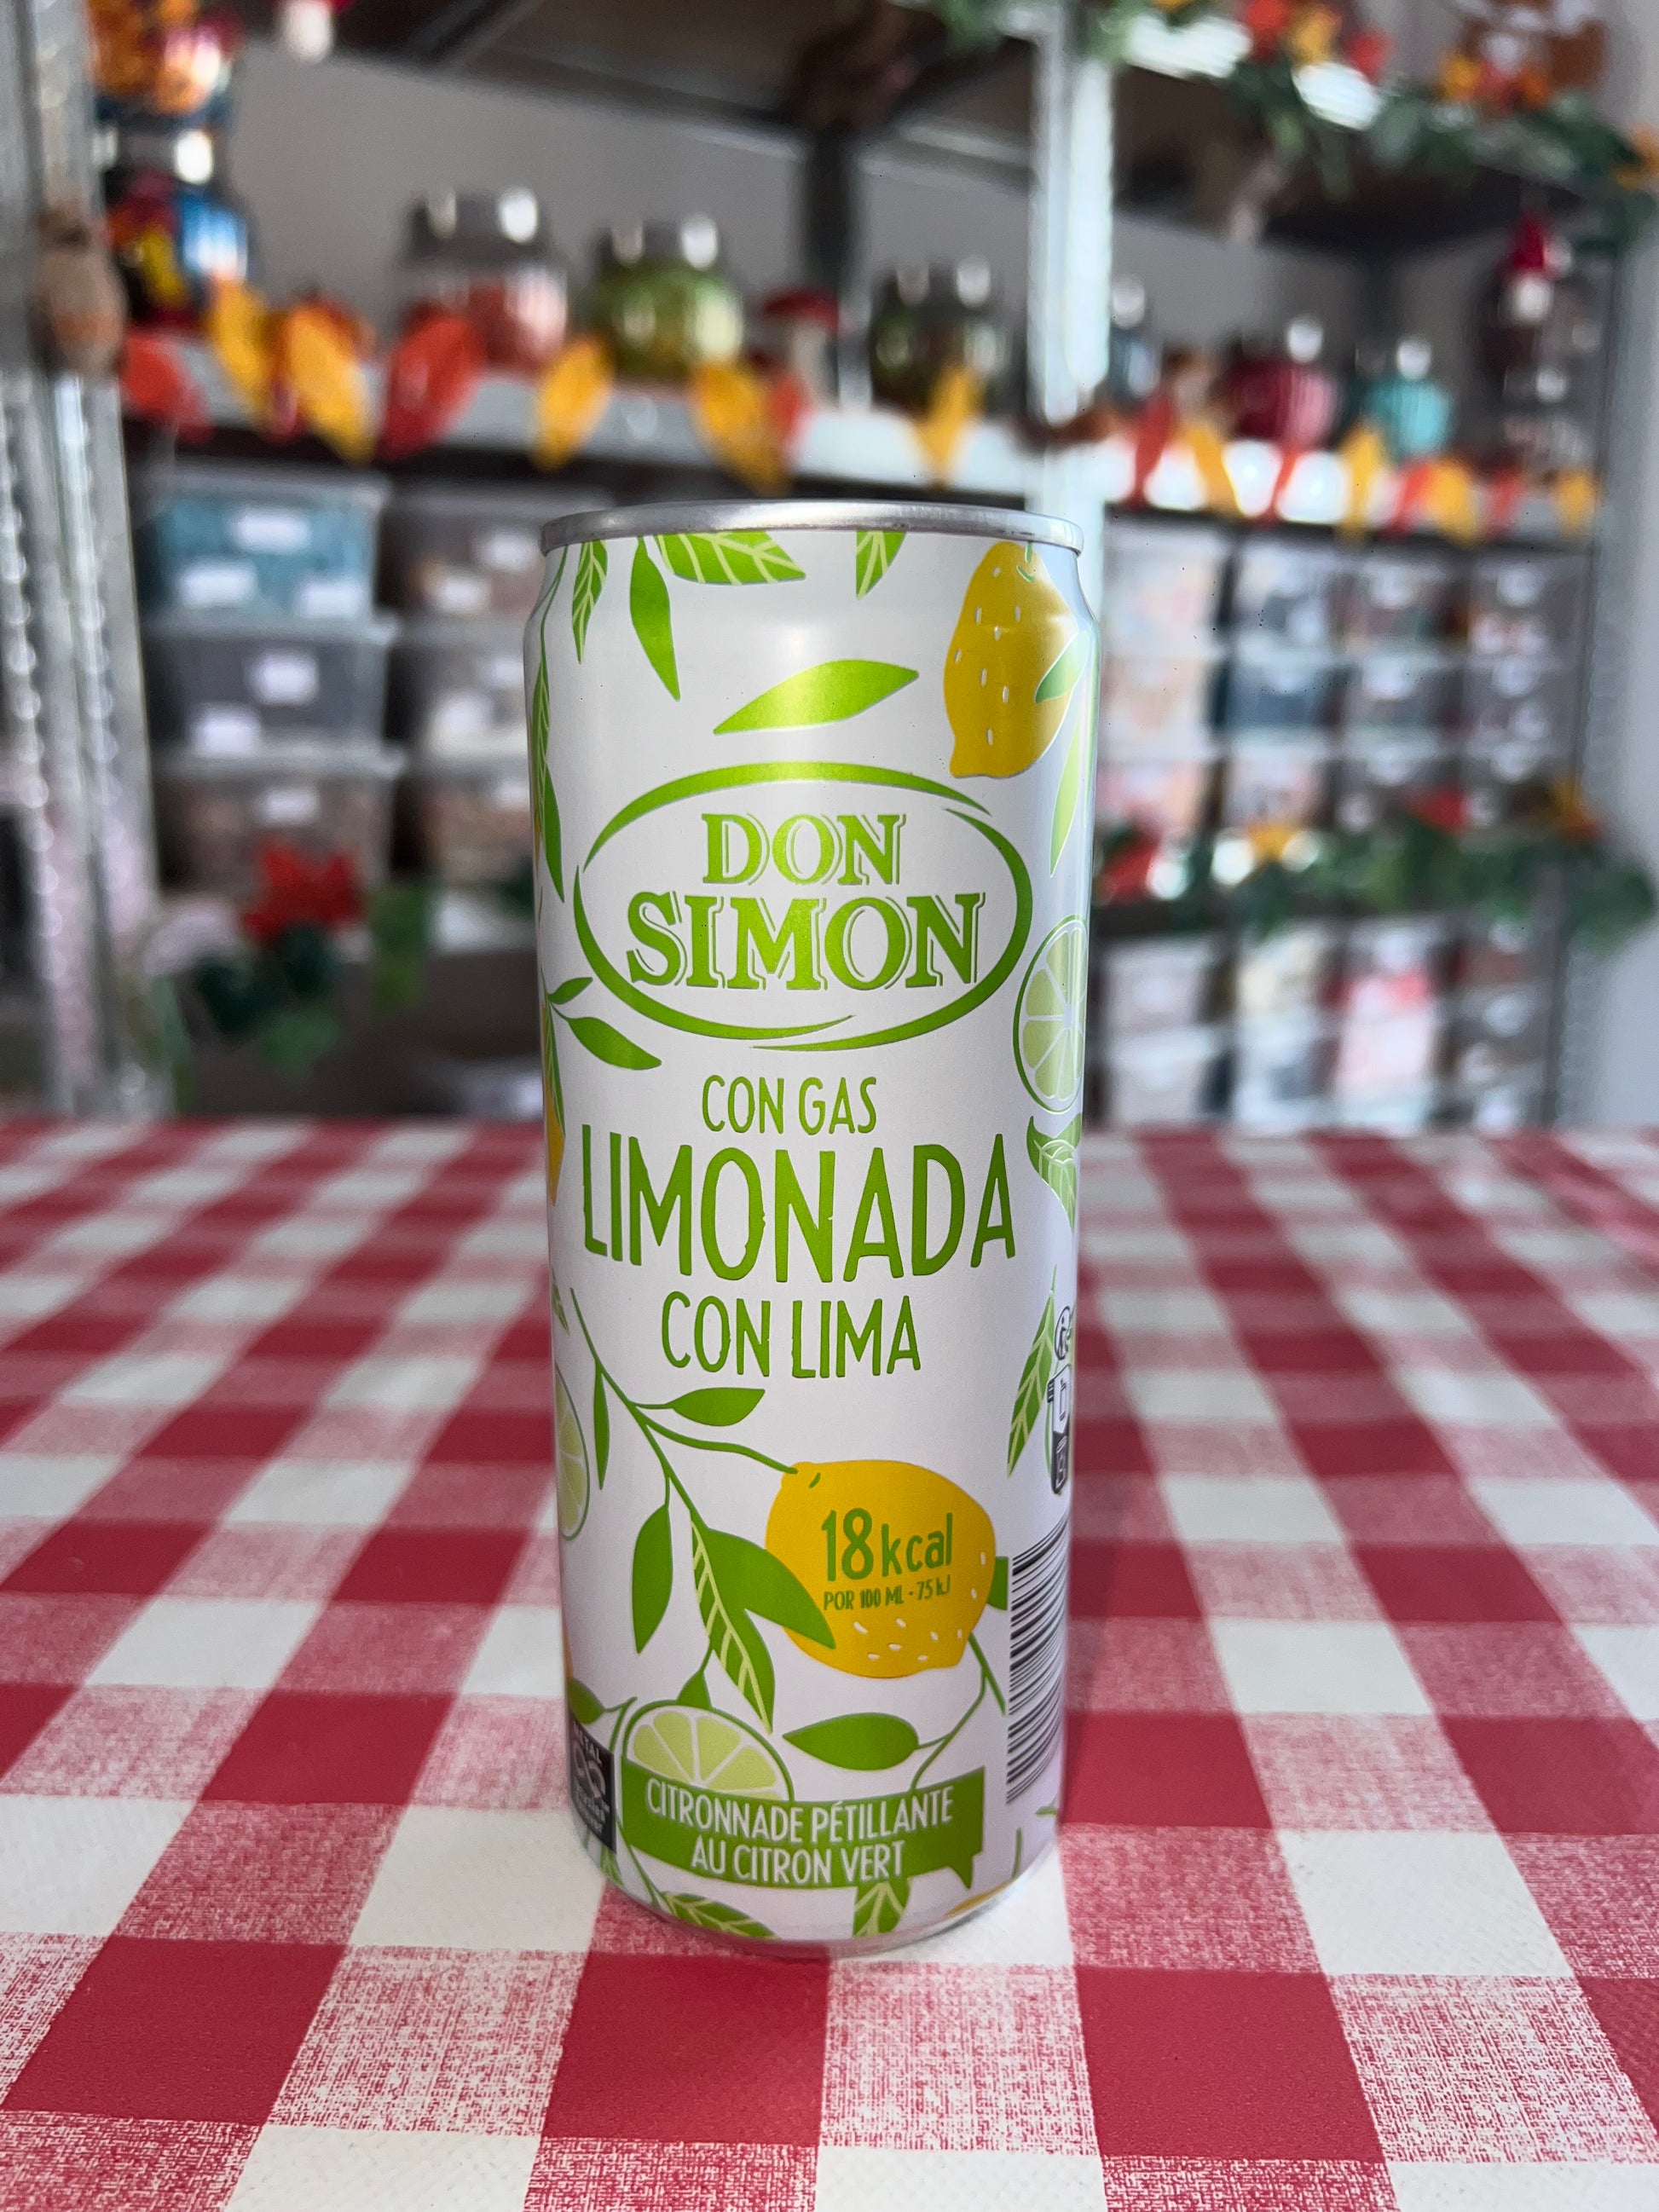 DON
SIMON
CON GAS
LIMONADA
CON LIMA
18 kcal
POR 100 ML - 75 kJ
CITRONNADE PÉTILLANTE
AU CITRON VERT